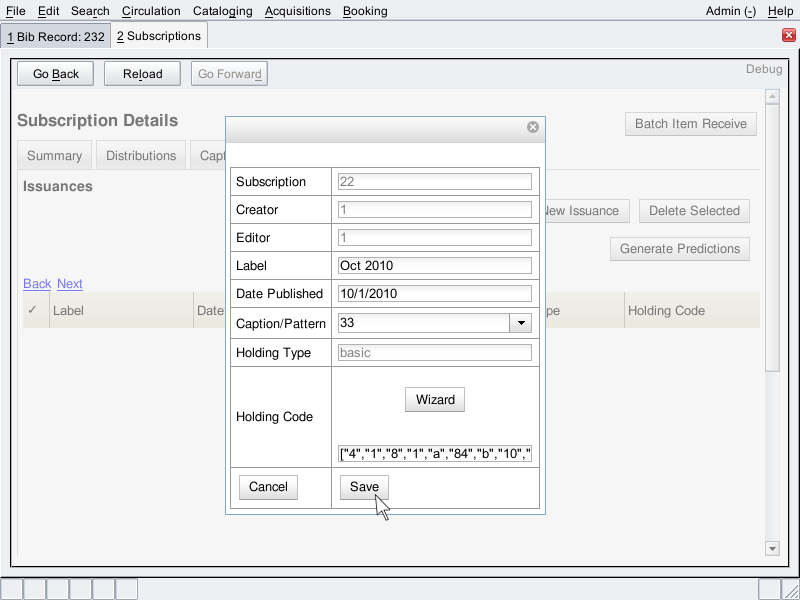 File Edit Search Circulation Cataloging Acquisitions Booking Admin (-) Help
1 Bib Record: 232 2 Subscriptions
Go Back Reload Go Forward Debug
Subscription Details
Batch Item Receive
Summary Distributions
Issuances
Issuance Delete Selected
Generate Predictions
Back Next
✓ Label Date Holding Code
Subscription 22
Creator 1
Editor 1
Label Oct 2010
Date Published 10/1/2010
Caption/Pattern 33
Holding Type basic
Wizard
Holding Code
["4","1","8","1","a","84","b","10","
Cancel Save